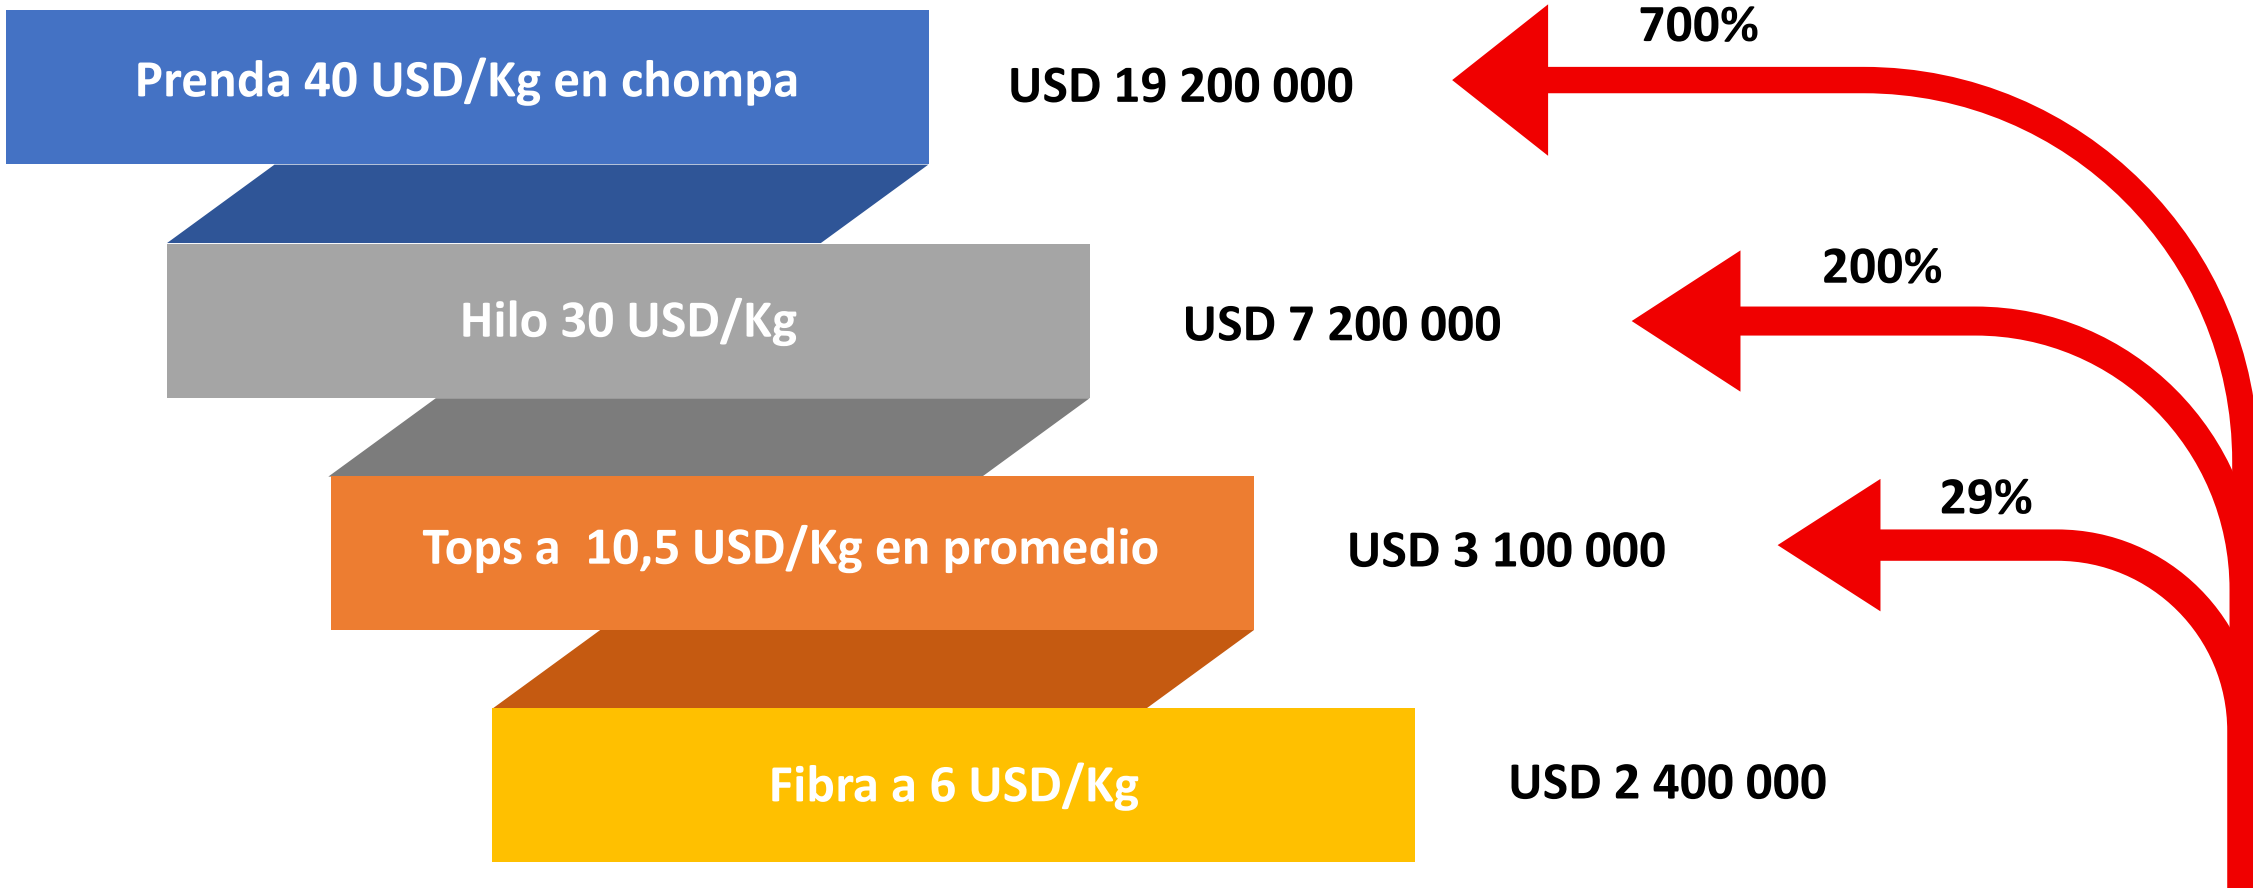 700%
Prenda 40 USD/Kg en chompa
USD 19 200 000
200%
Hilo 30 USD/Kg
USD 7 200 000
29%
Tops a  10,5 USD/Kg en promedio
USD 3 100 000
Fibra a 6 USD/Kg
USD 2 400 000